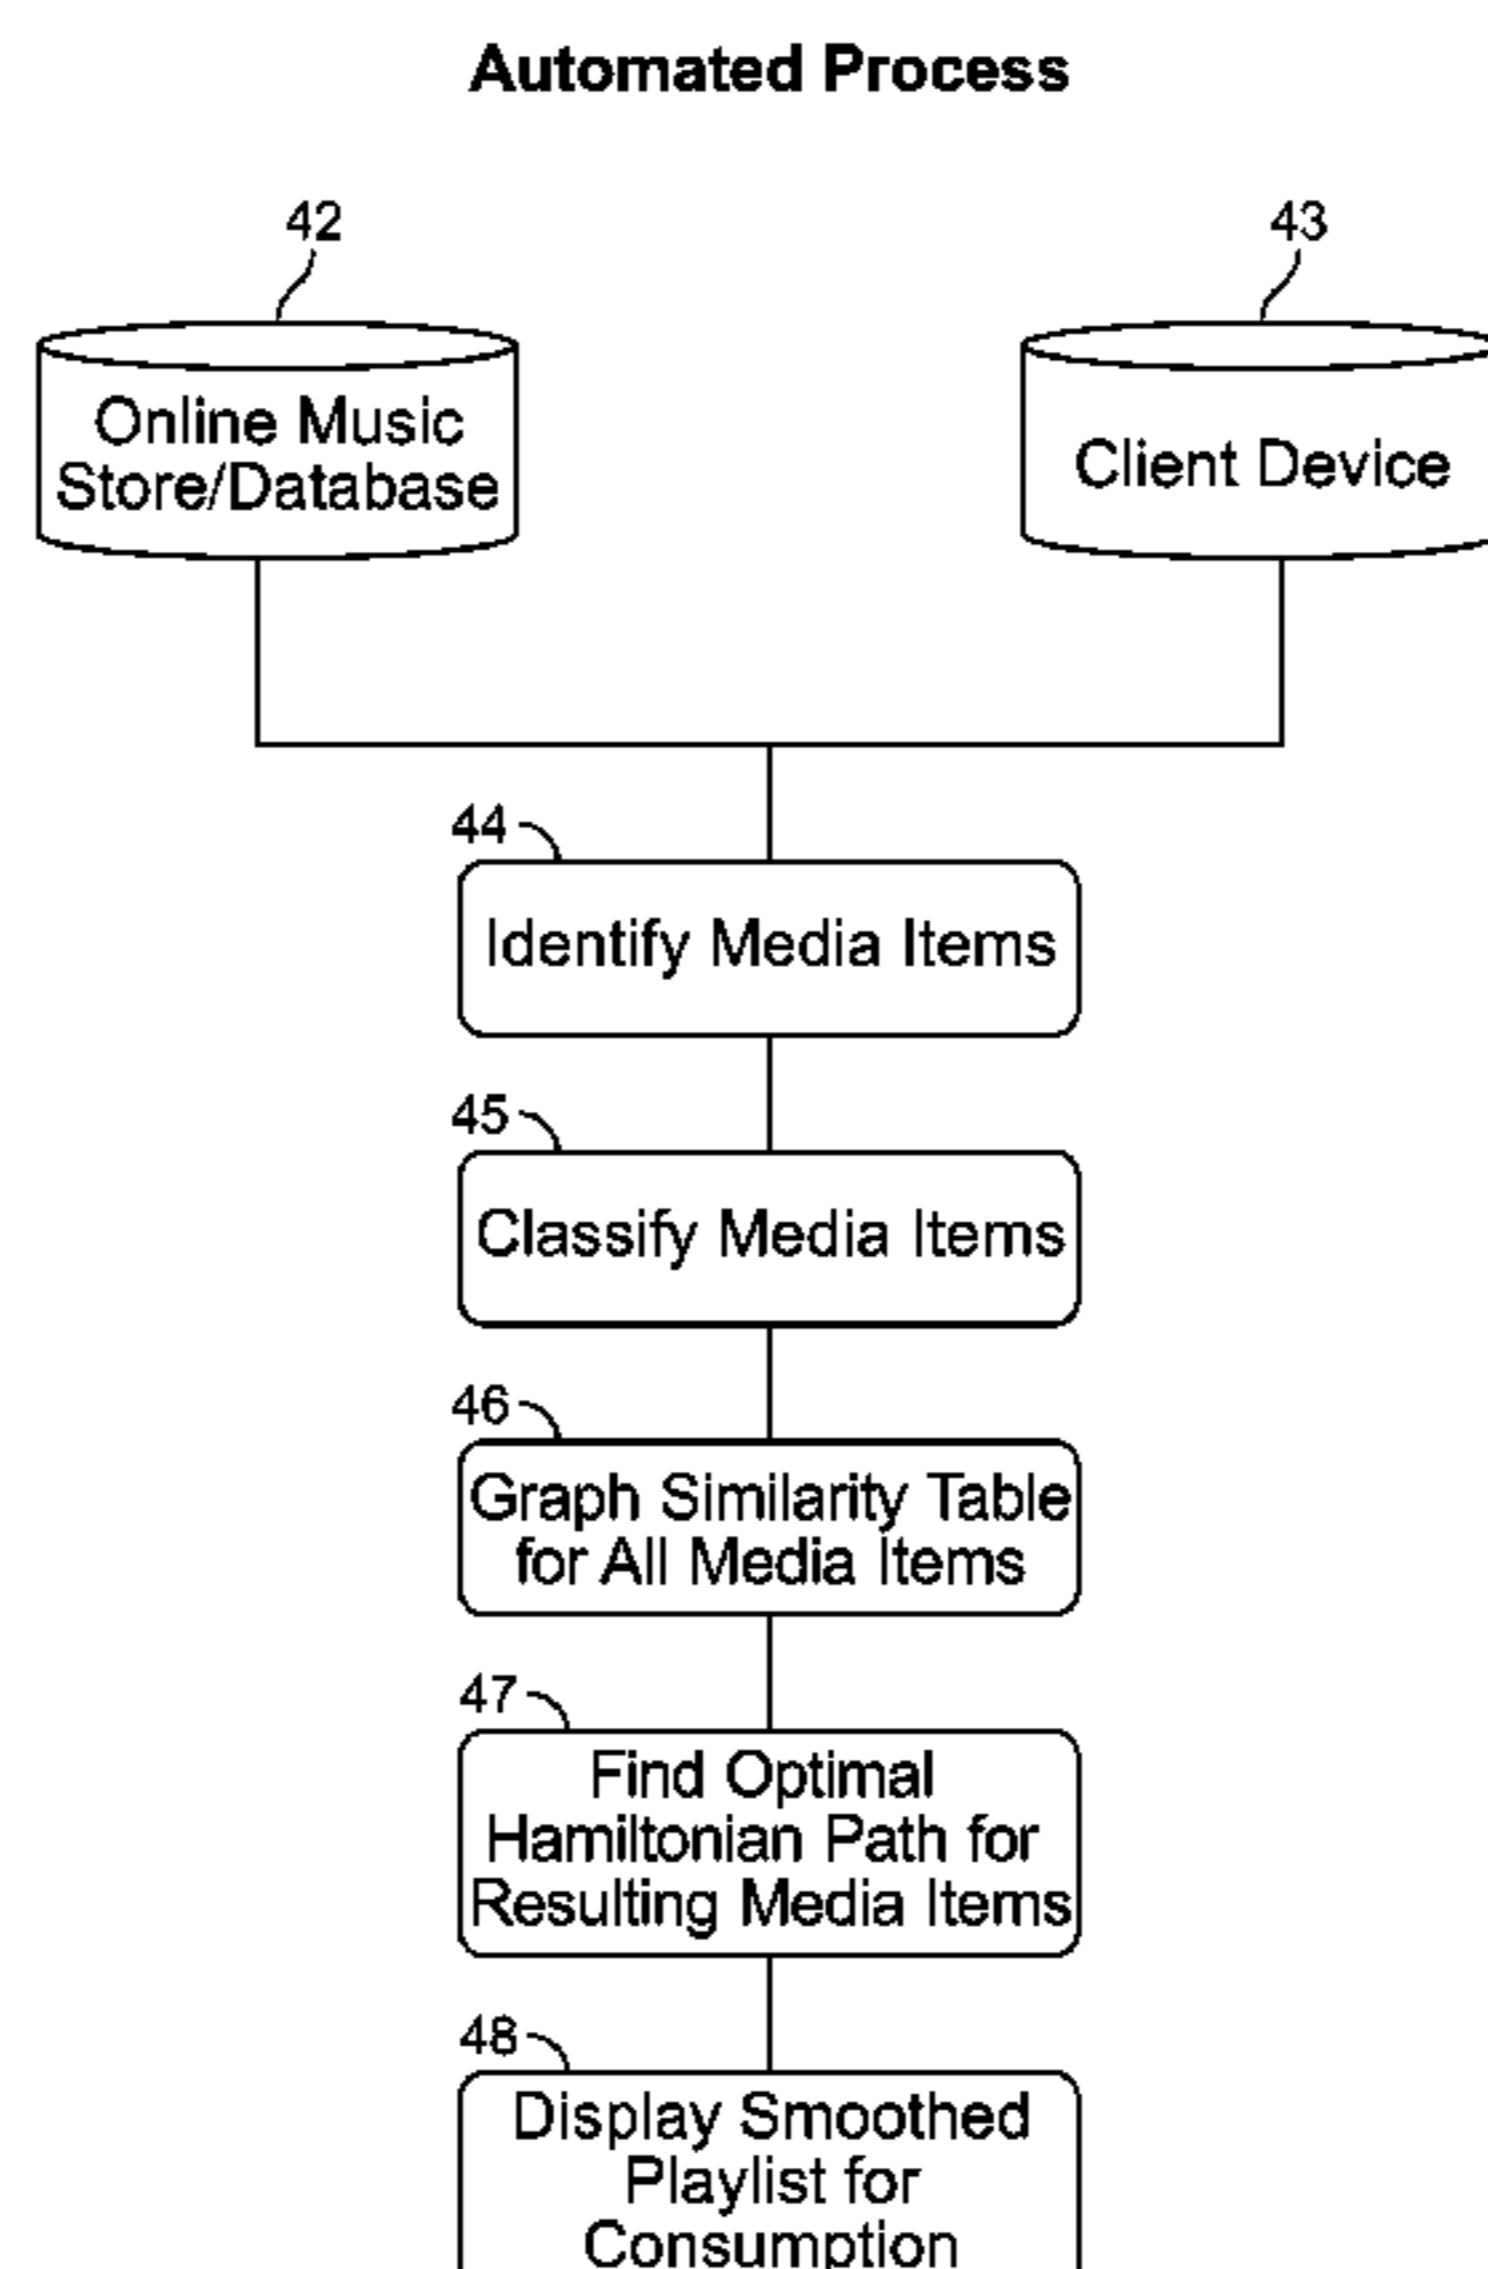 Automated Process
42
43
Online Music
Store/Database
Client Device
44
Identify Media Items
45
Classify Media Items
46
Graph Similarity Table
for All Media Items
47
Find Optimal
Hamiltonian Path for
Resulting Media Items
48
Display Smoothed
Playlist for
Consumption